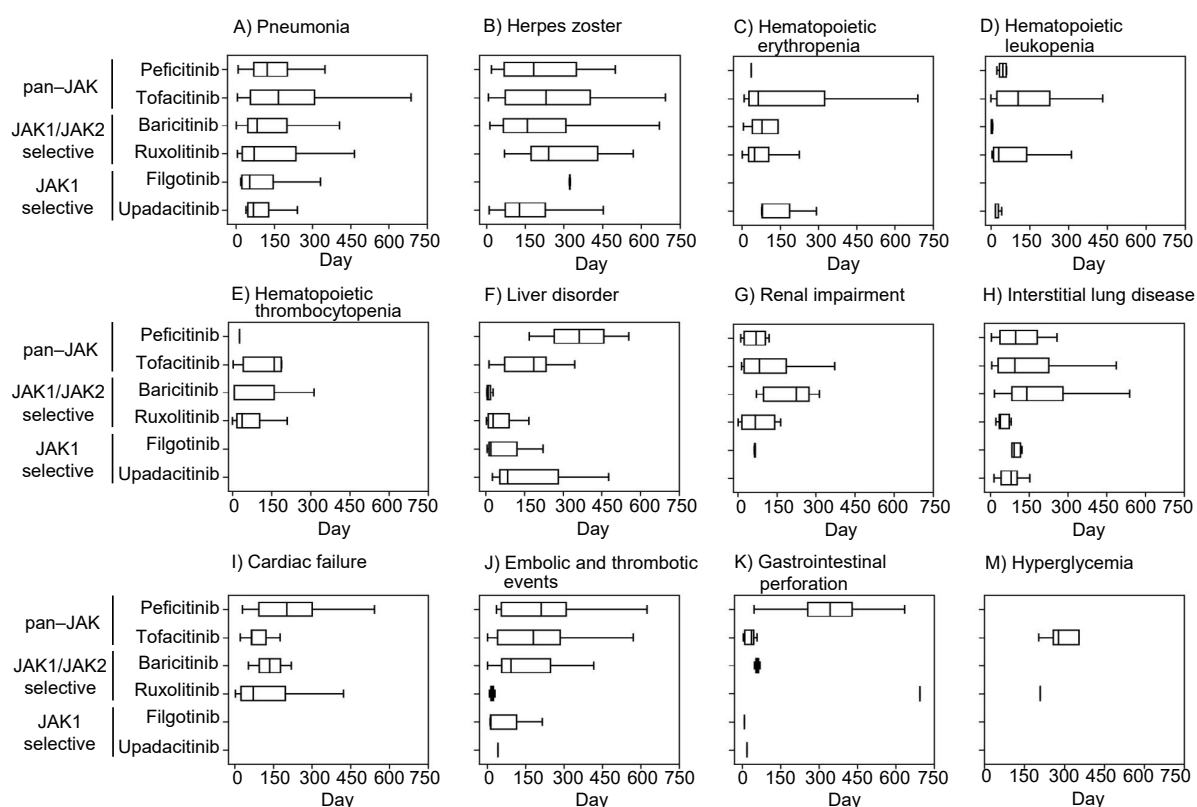 A) Pneumonia
B) Herpes zoster
C) Hematopoietic
erythropenia
D) Hematopoietic
leukopenia
pan–JAK
JAK1/JAK2
selective
JAK1
selective
Peficitinib
Tofacitinib
Baricitinib
Ruxolitinib
Filgotinib
Upadacitinib
0 150 300 450 600 750
Day
0 150 300 450 600 750
Day
0 150 300 450 600 750
Day
0 150 300 450 600 750
Day
E) Hematopoietic
thrombocytopenia
F) Liver disorder
G) Renal impairment
H) Interstitial lung disease
pan–JAK
JAK1/JAK2
selective
JAK1
selective
Peficitinib
Tofacitinib
Baricitinib
Ruxolitinib
Filgotinib
Upadacitinib
0 150 300 450 600 750
Day
0 150 300 450 600 750
Day
0 150 300 450 600 750
Day
0 150 300 450 600 750
Day
I) Cardiac failure
J) Embolic and thrombotic
events
K) Gastrointestinal
perforation
M) Hyperglycemia
pan–JAK
JAK1/JAK2
selective
JAK1
selective
Peficitinib
Tofacitinib
Baricitinib
Ruxolitinib
Filgotinib
Upadacitinib
0 150 300 450 600 750
Day
0 150 300 450 600 750
Day
0 150 300 450 600 750
Day
0 150 300 450 600 750
Day